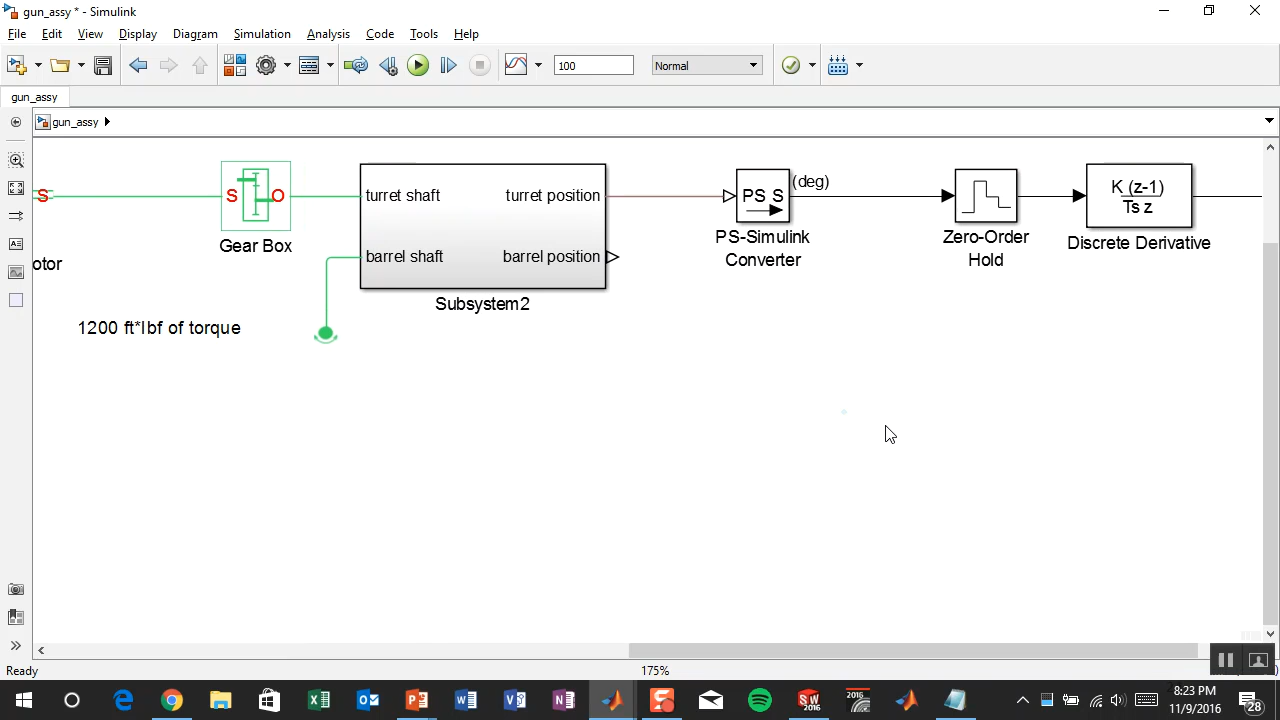 gun_assy * - Simulink
File Edit View Display Diagram Simulation Analysis Code Tools Help
100 Normal
gun_assy
gun_assy
S
S O
Gear Box
turret shaft turret position
barrel shaft barrel position
Subsystem2
PS S
(deg)
PS-Simulink
Converter
Zero-Order
Hold
K (z-1)
Ts z
Discrete Derivative
otor
1200 ft*lbf of torque
Ready 175%
8:23 PM
11/9/2016
28